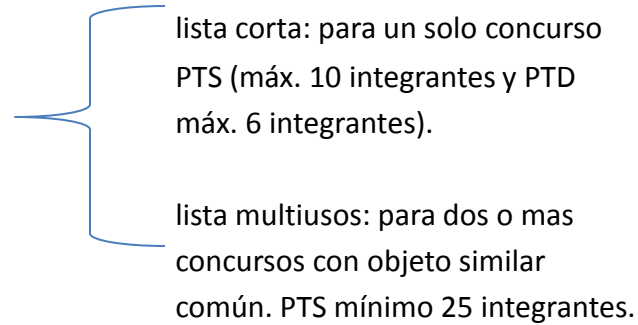 lista corta: para un solo concurso
PTS (máx. 10 integrantes y PTD
máx. 6 integrantes).
lista multiusos: para dos o mas
concursos con objeto similar
común. PTS mínimo 25 integrantes.